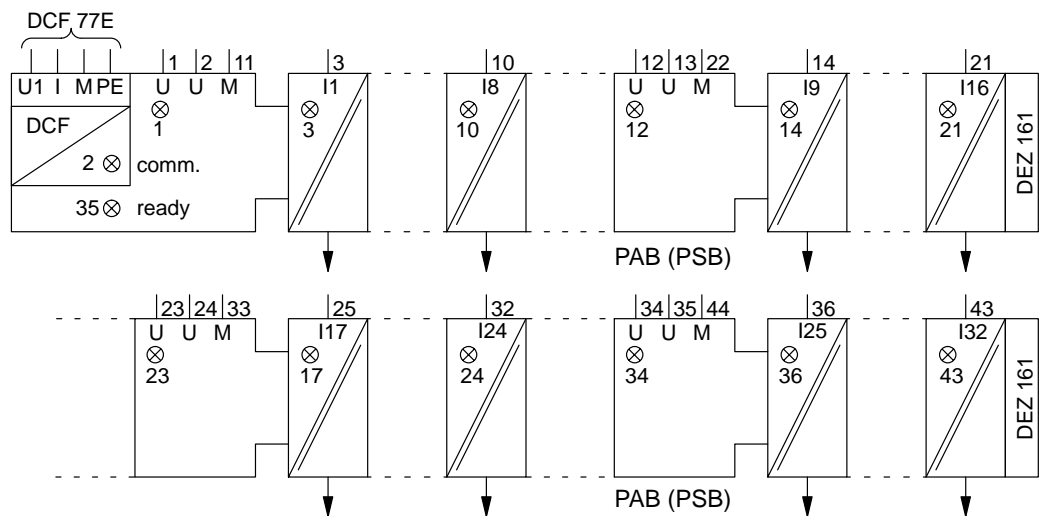 DCF 77E
1 2 11 3 10 12 13 22 14 21
U1 I M PE U U M I1 I8 U U M I9 I16
DCF
1 3 10 12 14 21
2 comm.
35 ready
DEZ 161
PAB (PSB)
23 24 33 25 32 34 35 44 36 43
U U M I17 I24 U U M I25 I32
23 17 24 34 36 43
DEZ 161
PAB (PSB)